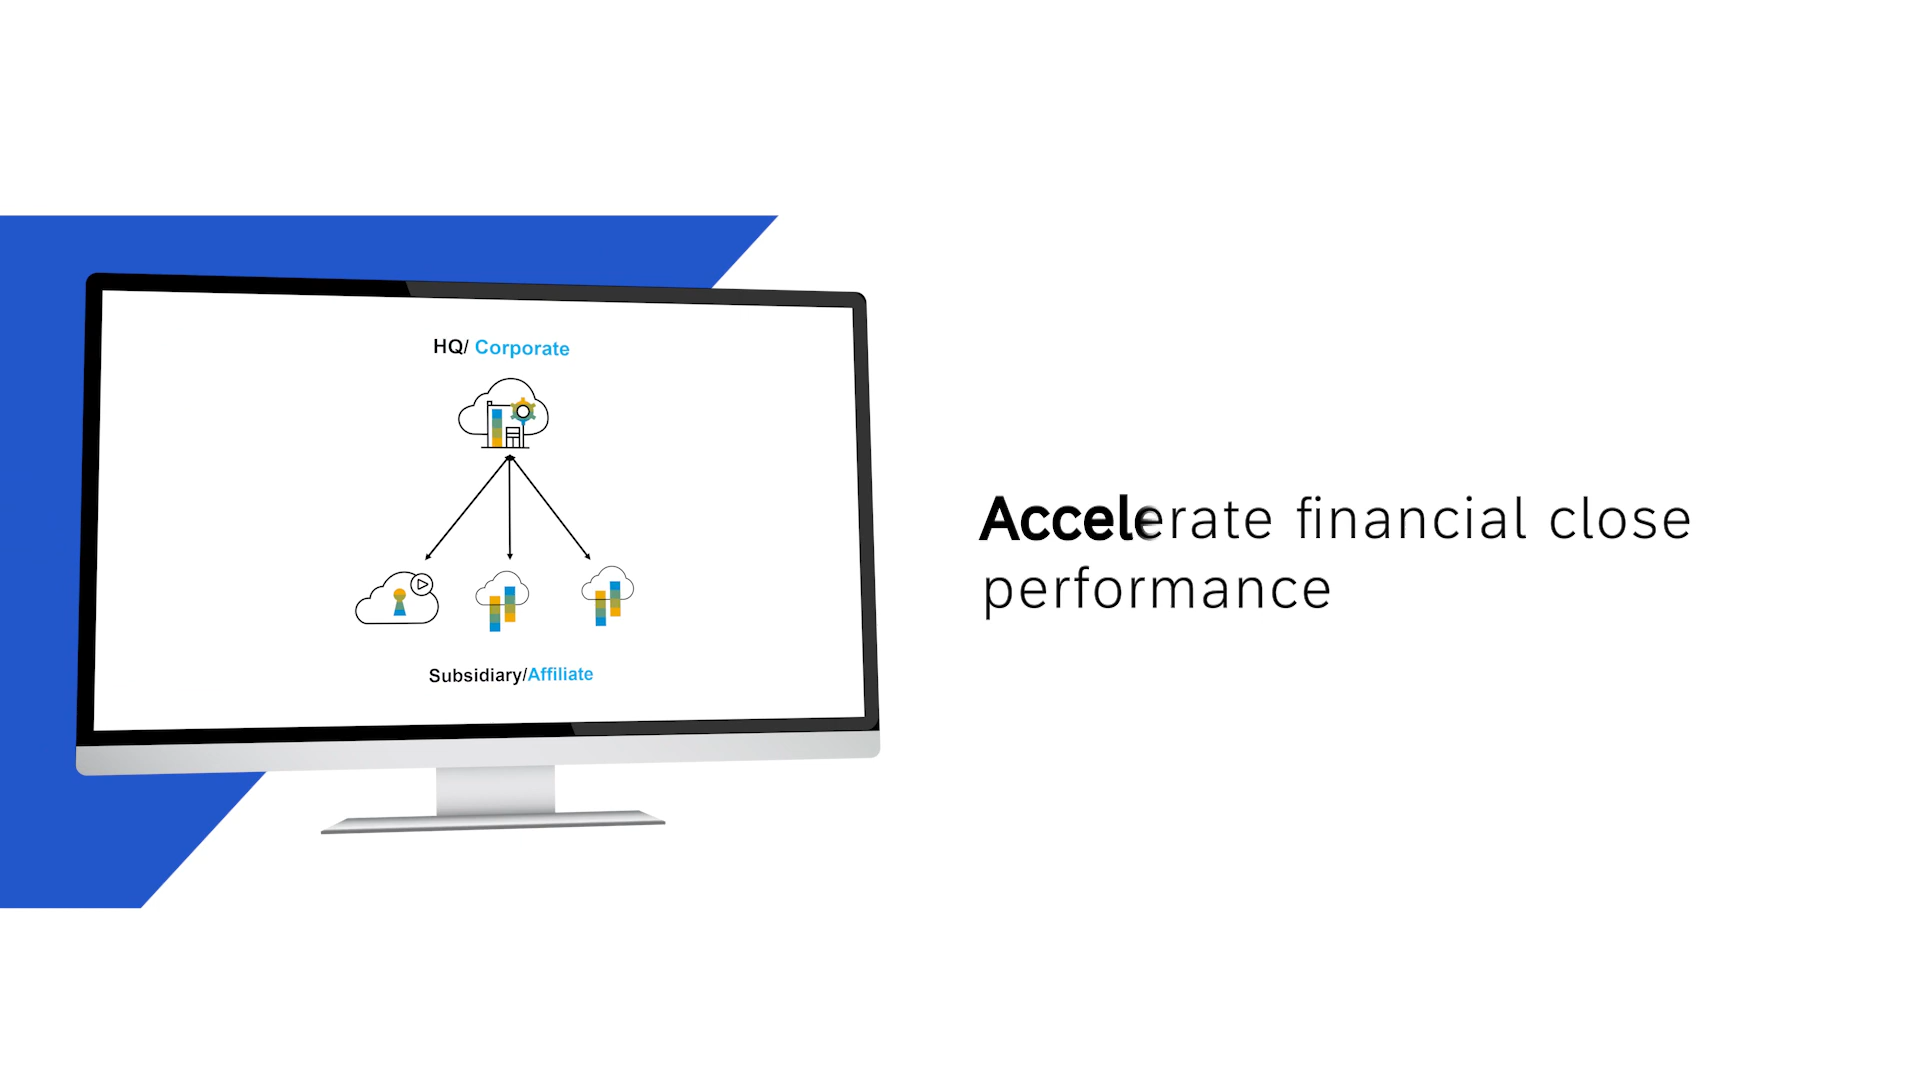 HQ/ Corporate
Subsidiary/Affiliate
Accelerate financial close
performance